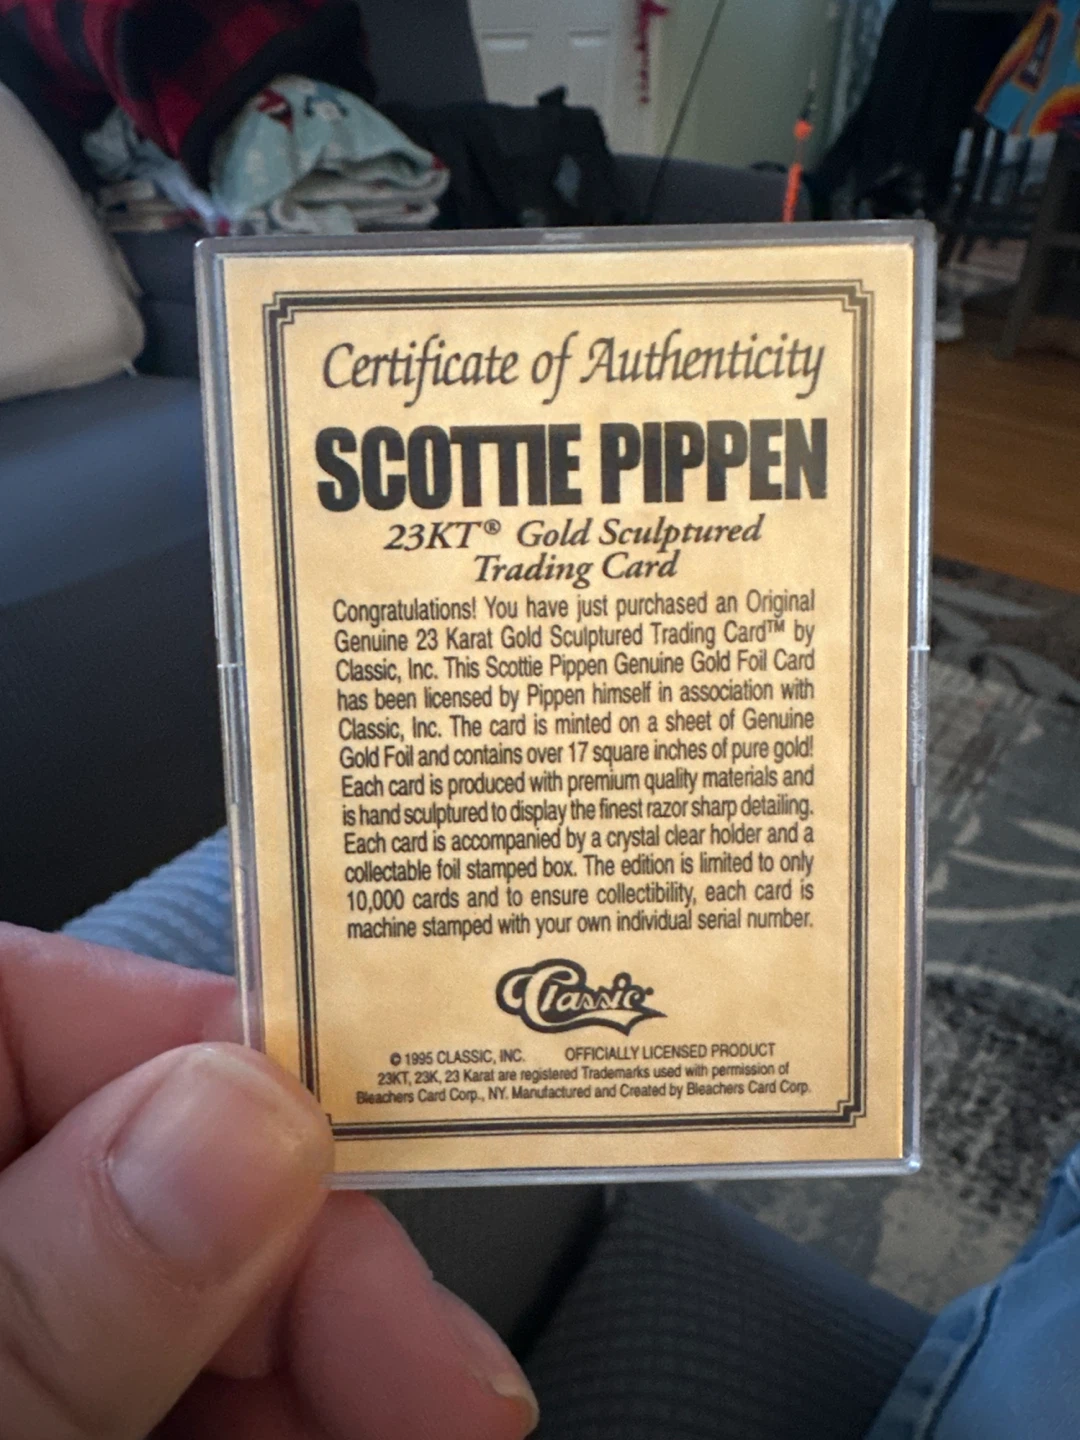 Certificate of Authenticity
SCOTTIE PIPPEN
23KT® Gold Sculptured
Trading Card
Congratulations! You have just purchased an Original
Genuine 23 Karat Gold Sculptured Trading Card™ by
Classic, Inc. This Scottie Pippen Genuine Gold Foil Card
has been licensed by Pippen himself in association with
Classic, Inc. The card is minted on a sheet of Genuine
Gold Foil and contains over 17 square inches of pure gold!
Each card is produced with premium quality materials and
is hand sculptured to display the finest razor sharp detailing.
Each card is accompanied by a crystal clear holder and a
collectable foil stamped box. The edition is limited to only
10,000 cards and to ensure collectibility, each card is
machine stamped with your own individual serial number.
Classic
© 1995 CLASSIC, INC. OFFICIALLY LICENSED PRODUCT
23KT, 23K, 23 Karat are registered Trademarks used with permission of
Bleachers Card Corp., NY. Manufactured and Created by Bleachers Card Corp.